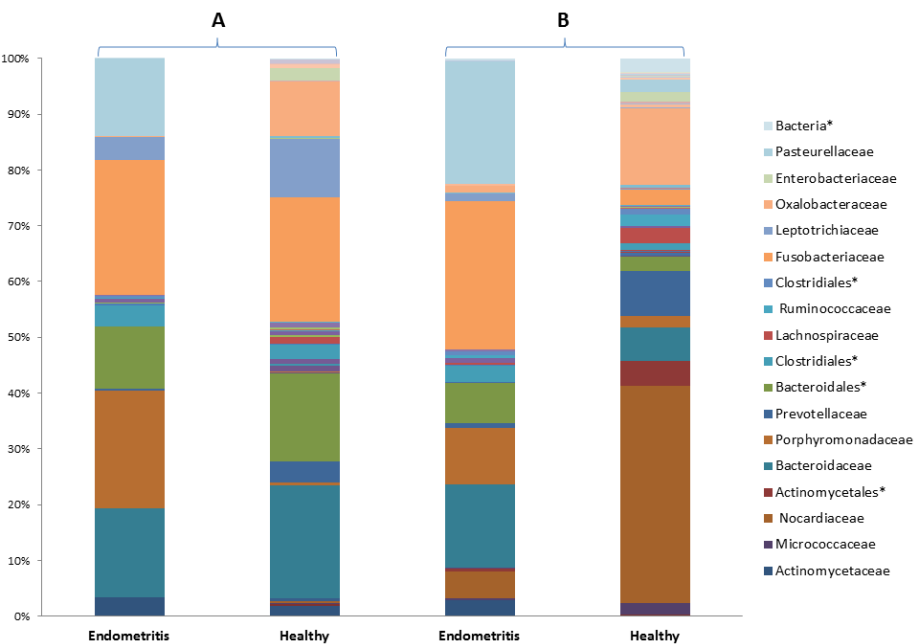 A
B
100%
90%
80%
70%
60%
50%
40%
30%
20%
10%
0%
Endometritis
Healthy
Endometritis
Healthy
Bacteria*
Pasteurellaceae
Enterobacteriaceae
Oxalobacteraceae
Leptotrichiaceae
Fusobacteriaceae
Clostridiales*
Ruminococcaceae
Lachnospiraceae
Clostridiales*
Bacteroidales*
Prevotellaceae
Porphyromonadaceae
Bacteroidaceae
Actinomycetales*
Nocardiaceae
Micrococcaceae
Actinomycetaceae